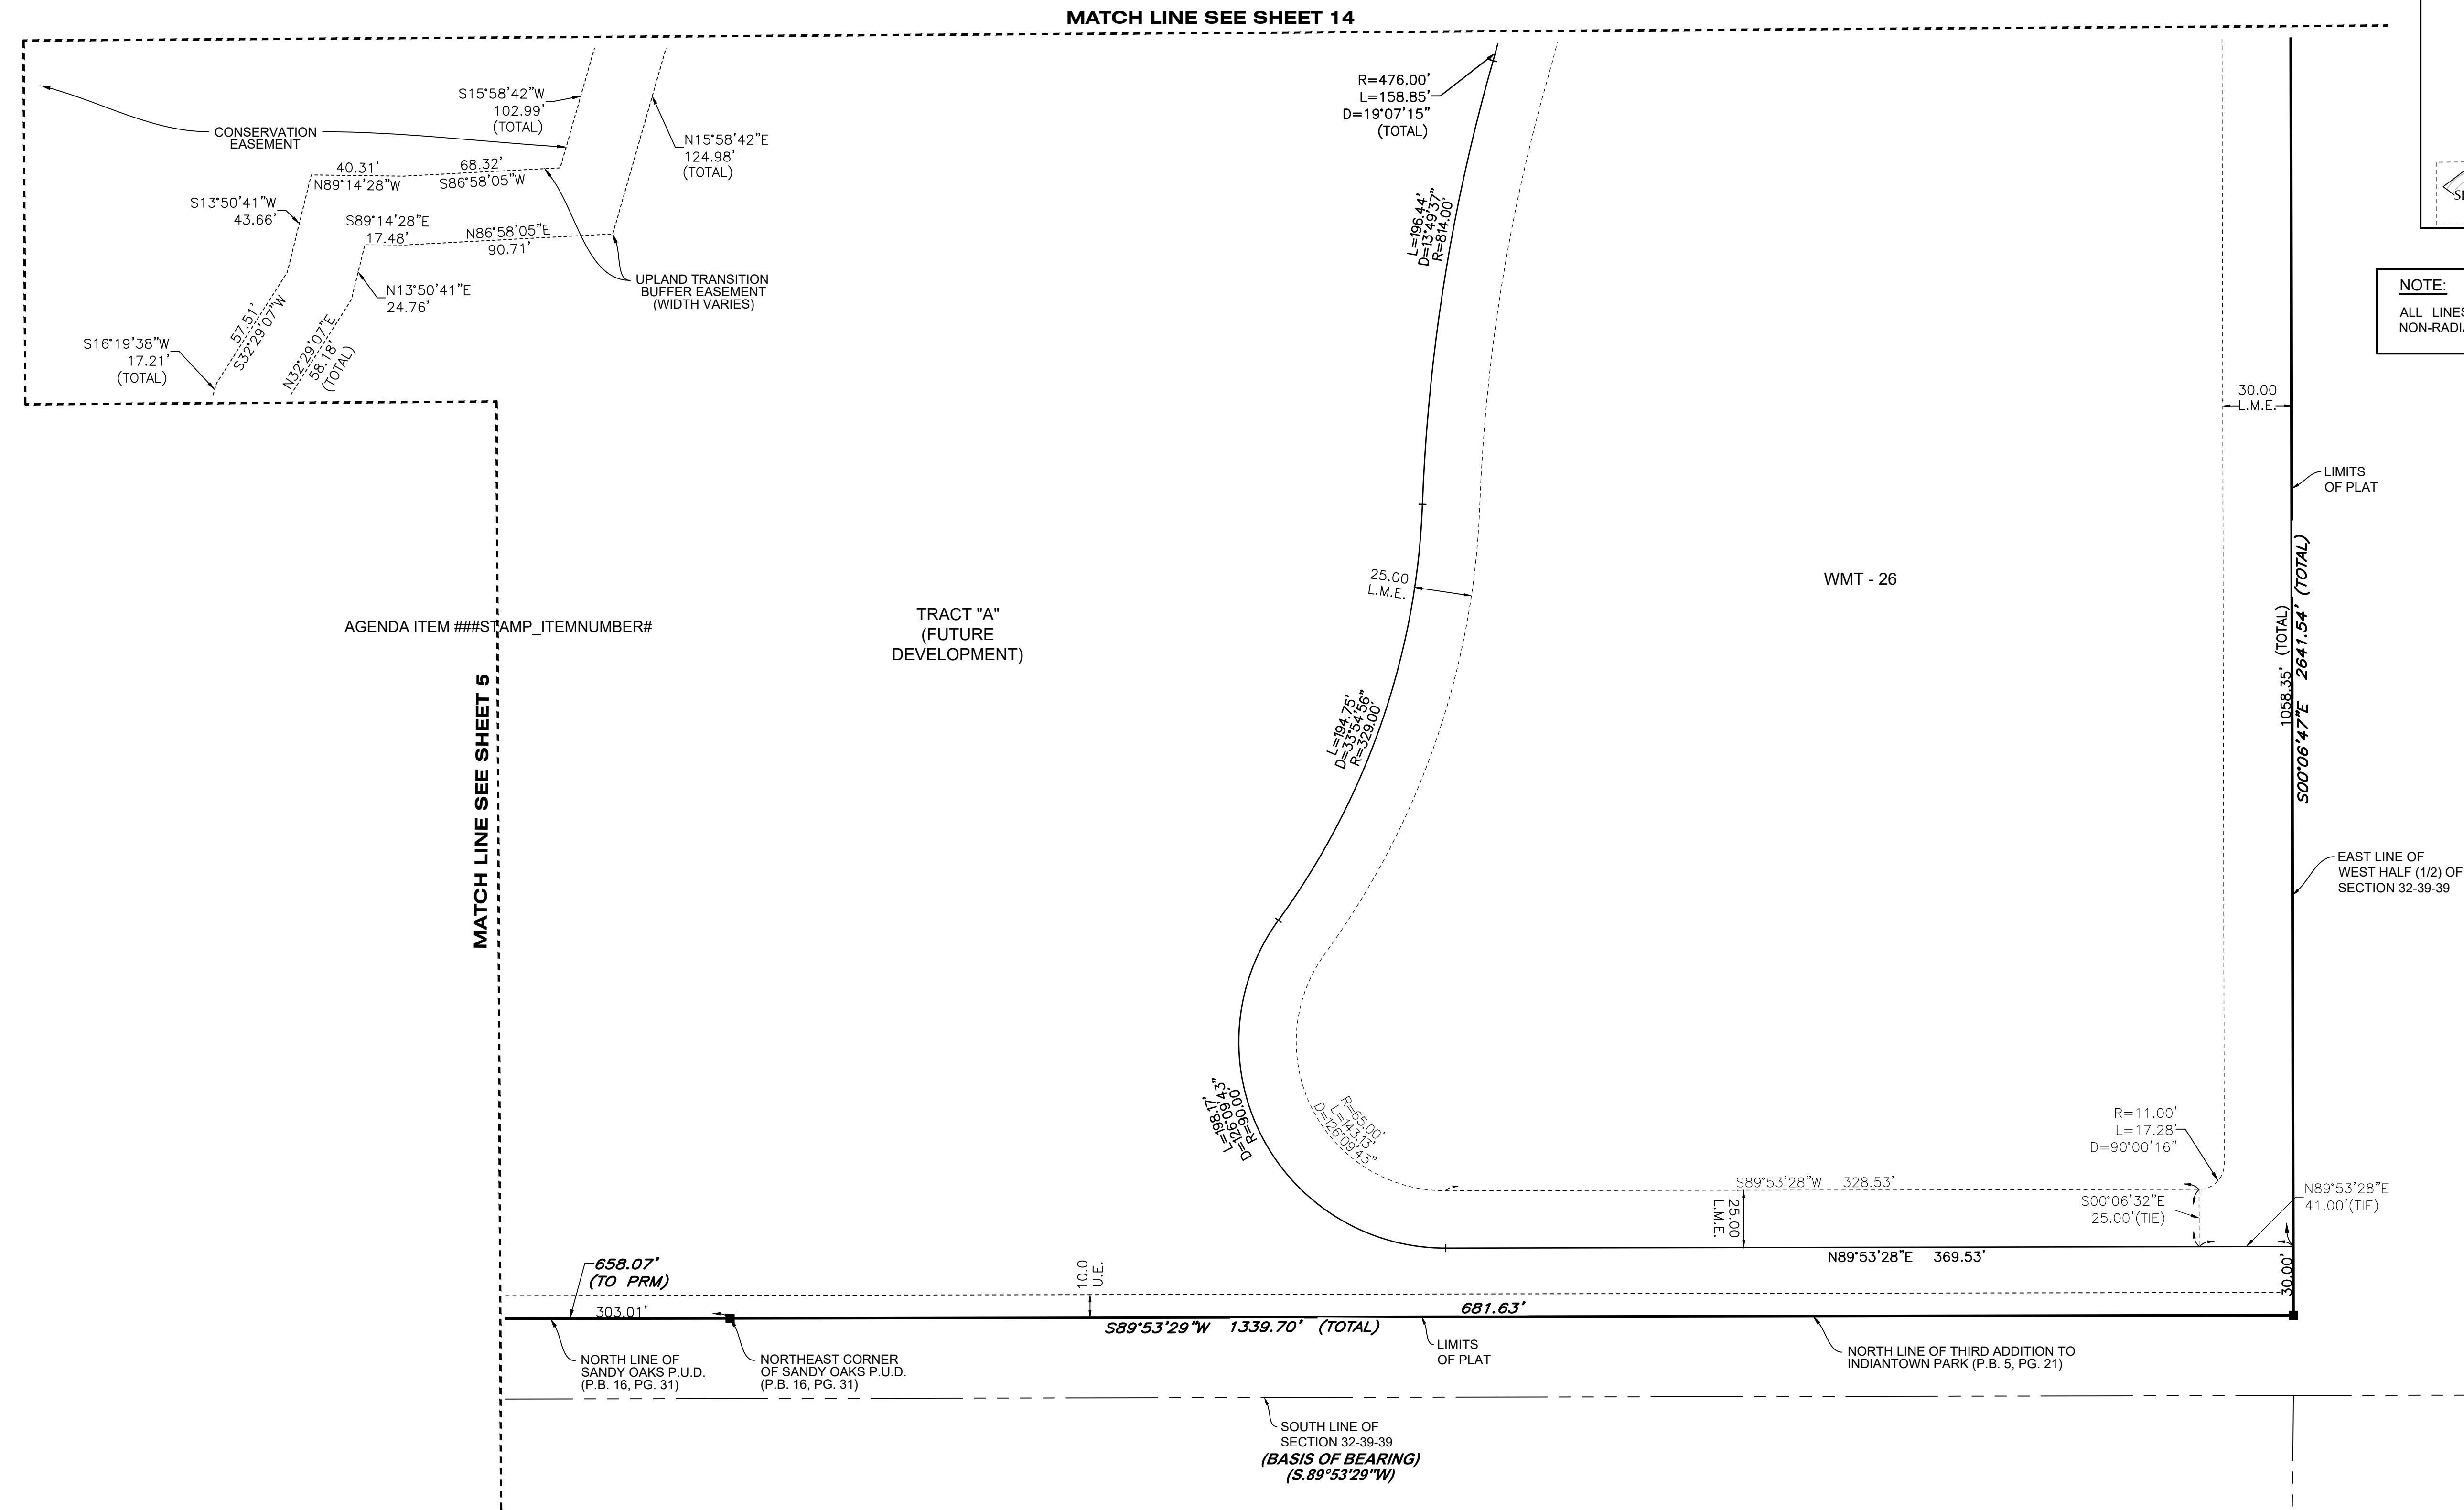 MATCH LINE SEE SHEET 14
S15°58'42"W
102.99'
(TOTAL)
CONSERVATION
EASEMENT
N15°58'42"E
124.98'
(TOTAL)
40.31'
N89°14'28"W
68.32'
S86°58'05"W
S13°50'41"W
43.66'
S89°14'28"E
17.48'
N86°58'05"E
90.71'
UPLAND TRANSITION
BUFFER EASEMENT
(WIDTH VARIES)
N13°50'41"E
24.76'
57.51'
S32°29'07"W
N32°29'07"E
58.18'
(TOTAL)
S16°19'38"W
17.21'
(TOTAL)
R=476.00'
L=158.85'
D=19°07'15"
(TOTAL)
L=196.44'
D=13°49'37"
R=814.00'
NOTE:
ALL LINES
NON-RADIA
30.00
L.M.E.
LIMITS
OF PLAT
25.00
L.M.E.
WMT - 26
AGENDA ITEM ###STAMP_ITEMNUMBER#
TRACT "A"
(FUTURE
DEVELOPMENT)
MATCH LINE SEE SHEET 5
1058.35' (TOTAL)
S00°06'47"E 2641.54' (TOTAL)
L=194.75'
D=33°54'56"
R=329.00'
EAST LINE OF
WEST HALF (1/2) OF
SECTION 32-39-39
L=198.17'
D=126°09'43"
R=90.00'
R=65.00'
L=143.13'
D=126°09'43"
R=11.00'
L=17.28'
D=90°00'16"
S89°53'28"W 328.53'
25.00
L.M.E.
S00°06'32"E
25.00'(TIE)
N89°53'28"E
41.00'(TIE)
N89°53'28"E 369.53'
30.00'
658.07'
(TO PRM)
10.0
U.E.
303.01'
681.63'
S89°53'29"W 1339.70' (TOTAL)
LIMITS
OF PLAT
NORTH LINE OF
SANDY OAKS P.U.D.
(P.B. 16, PG. 31)
NORTHEAST CORNER
OF SANDY OAKS P.U.D.
(P.B. 16, PG. 31)
NORTH LINE OF THIRD ADDITION TO
INDIANTOWN PARK (P.B. 5, PG. 21)
SOUTH LINE OF
SECTION 32-39-39
(BASIS OF BEARING)
(S.89°53'29"W)